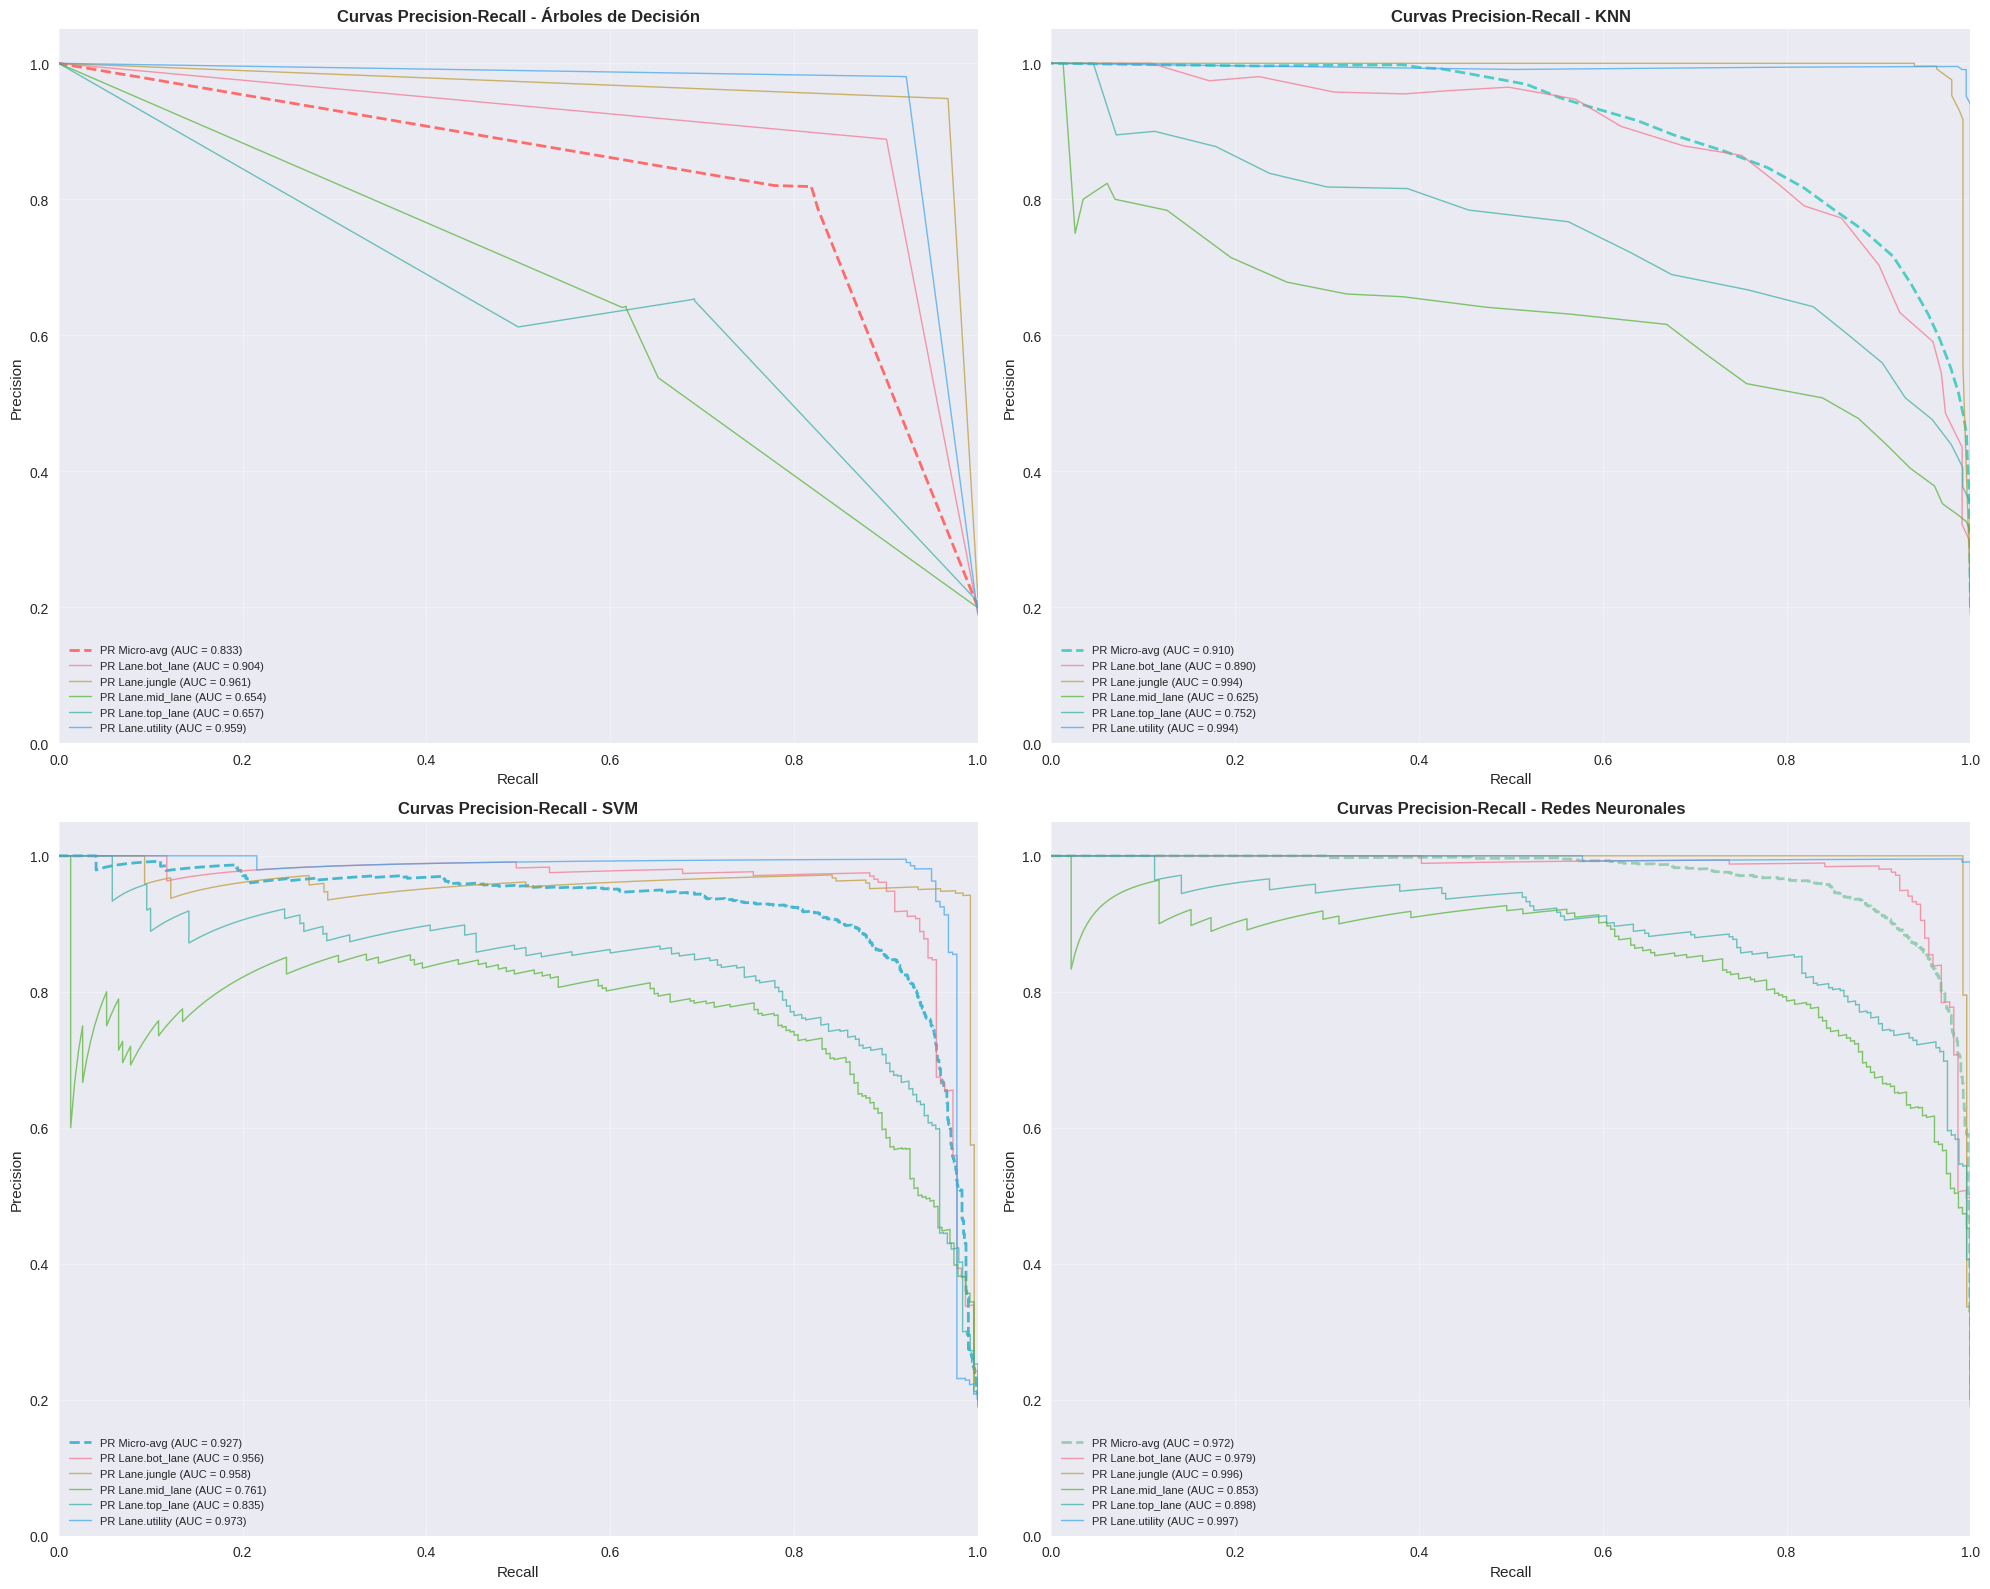 Curvas Precision-Recall - Árboles de Decisión
1.0
0.8
0.6
0.4
0.2
0.0
Precision
PR Micro-avg (AUC = 0.833)
PR Lane.bot_lane (AUC = 0.904)
PR Lane.jungle (AUC = 0.961)
PR Lane.mid_lane (AUC = 0.654)
PR Lane.top_lane (AUC = 0.657)
PR Lane.utility (AUC = 0.959)
0.0 0.2 0.4 0.6 0.8 1.0
Recall
Curvas Precision-Recall - KNN
1.0
0.8
0.6
0.4
0.2
0.0
Precision
PR Micro-avg (AUC = 0.910)
PR Lane.bot_lane (AUC = 0.890)
PR Lane.jungle (AUC = 0.994)
PR Lane.mid_lane (AUC = 0.625)
PR Lane.top_lane (AUC = 0.752)
PR Lane.utility (AUC = 0.994)
0.0 0.2 0.4 0.6 0.8 1.0
Recall
Curvas Precision-Recall - SVM
1.0
0.8
0.6
0.4
0.2
0.0
Precision
PR Micro-avg (AUC = 0.927)
PR Lane.bot_lane (AUC = 0.956)
PR Lane.jungle (AUC = 0.958)
PR Lane.mid_lane (AUC = 0.761)
PR Lane.top_lane (AUC = 0.835)
PR Lane.utility (AUC = 0.973)
0.0 0.2 0.4 0.6 0.8 1.0
Recall
Curvas Precision-Recall - Redes Neuronales
1.0
0.8
0.6
0.4
0.2
0.0
Precision
PR Micro-avg (AUC = 0.972)
PR Lane.bot_lane (AUC = 0.979)
PR Lane.jungle (AUC = 0.996)
PR Lane.mid_lane (AUC = 0.853)
PR Lane.top_lane (AUC = 0.898)
PR Lane.utility (AUC = 0.997)
0.0 0.2 0.4 0.6 0.8 1.0
Recall